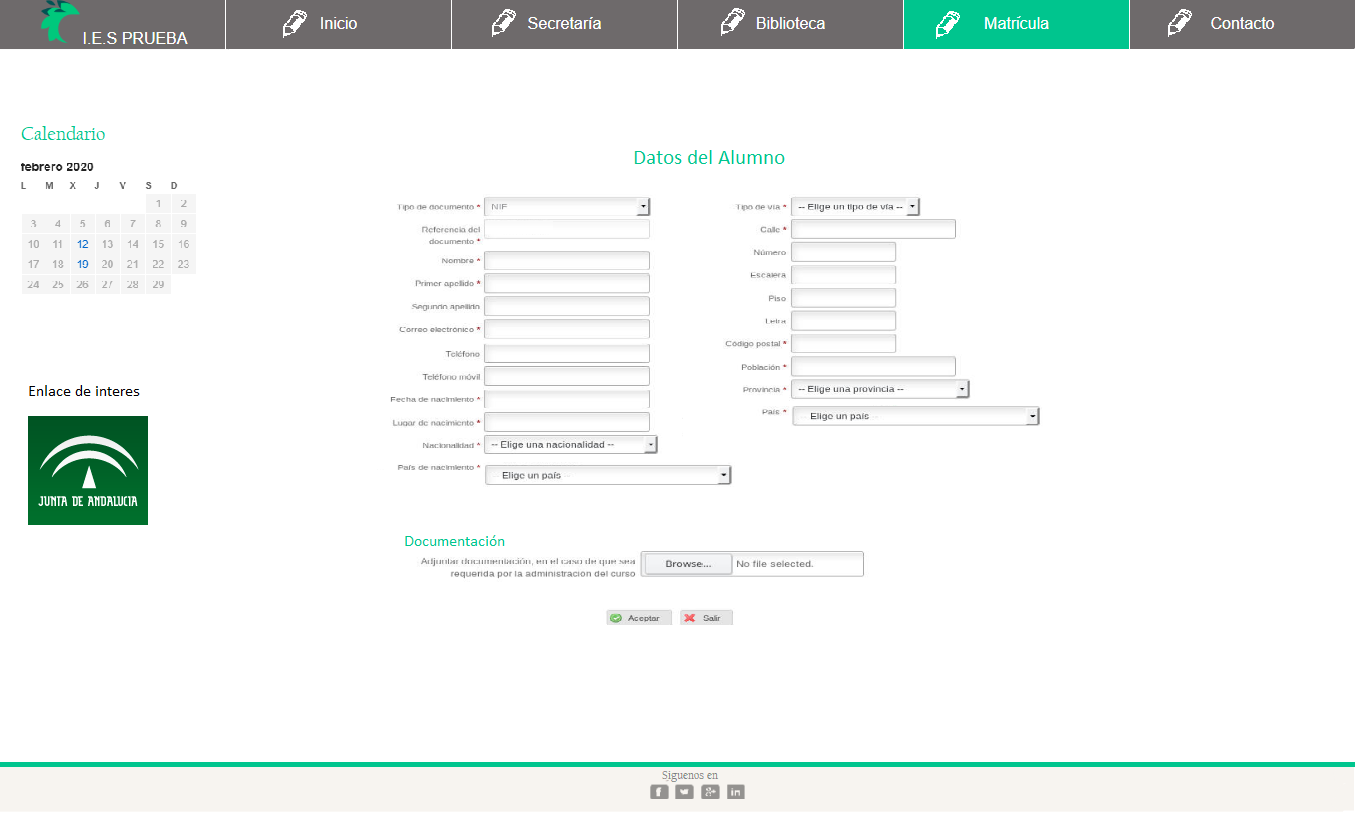 I.E.S PRUEBA
Inicio
Secretaría
Biblioteca
Matrícula
Contacto
Calendario
febrero 2020
L M X J V S D
1 2
3 4 5 6 7 8 9
10 11 12 13 14 15 16
17 18 19 20 21 22 23
24 25 26 27 28 29
Enlace de interes
JUNTA DE ANDALUCIA
Datos del Alumno
Tipo de documento * NIF
Referencia del
documento *
Nombre *
Primer apellido *
Segundo apellido
Correo electrónico *
Teléfono
Teléfono móvil
Fecha de nacimiento *
Lugar de nacimiento *
Nacionalidad * -- Elige una nacionalidad --
País de nacimiento * -- Elige un país --
Tipo de vía * -- Elige un tipo de vía --
Calle *
Número
Escalera
Piso
Letra
Código postal *
Población *
Provincia * -- Elige una provincia --
País * -- Elige un país --
Documentación
Adjuntar documentación, en el caso de que sea
requerida por la administración del curso
Browse... No file selected.
Aceptar
Salir
Siguenos en